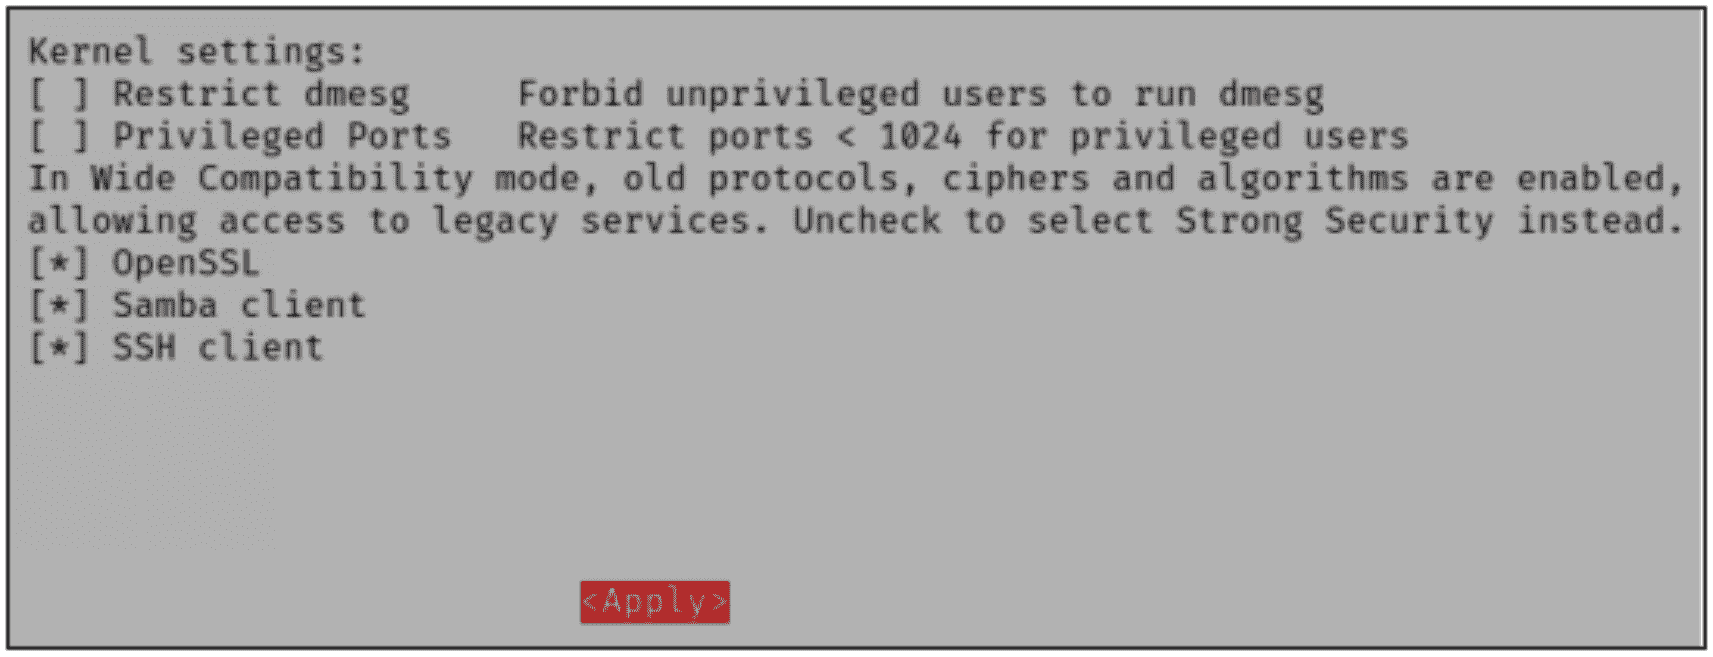 Kernel settings:
[ ] Restrict dmesg     Forbid unprivileged users to run dmesg
[ ] Privileged Ports   Restrict ports < 1024 for privileged users
In Wide Compatibility mode, old protocols, ciphers and algorithms are enabled,
allowing access to legacy services. Uncheck to select Strong Security instead.
[*] OpenSSL
[*] Samba client
[*] SSH client
<Apply>